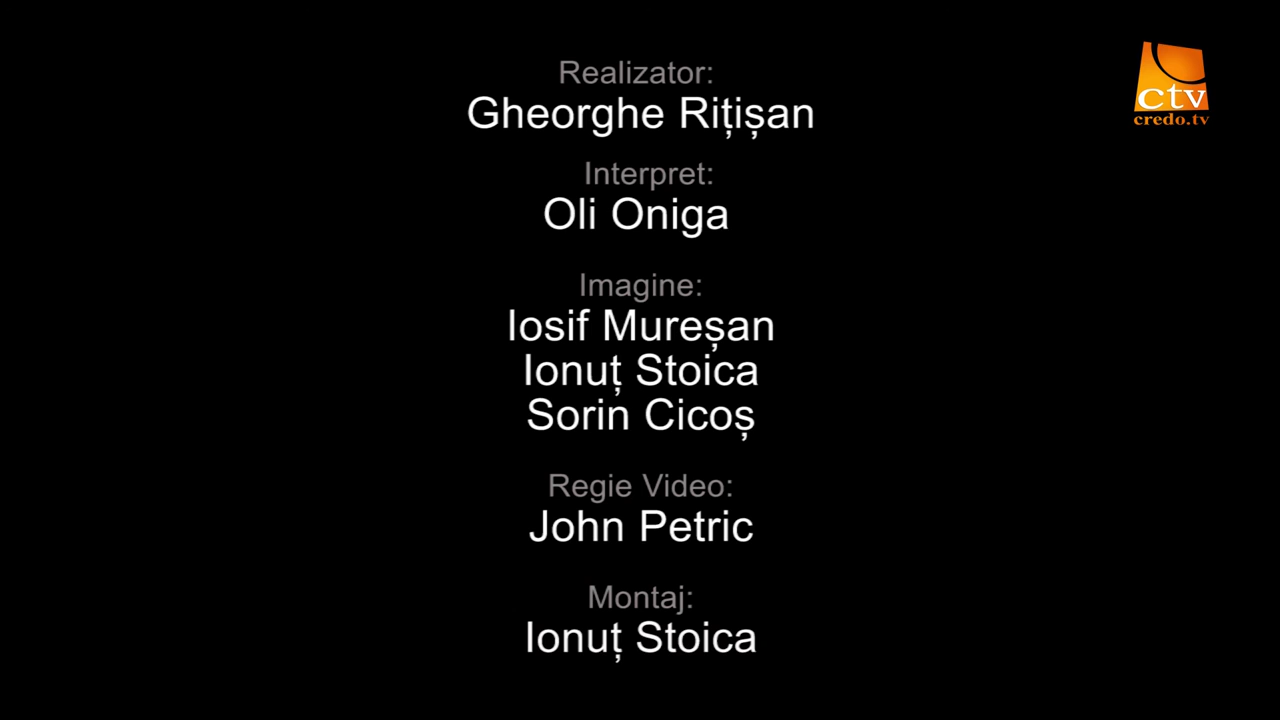 Realizator:
Gheorghe Rițișan
Interpret:
Oli Oniga
Imagine:
Iosif Mureșan
Ionuț Stoica
Sorin Cicoș
Regie Video:
John Petric
Montaj:
Ionuț Stoica
ctv
credo.tv